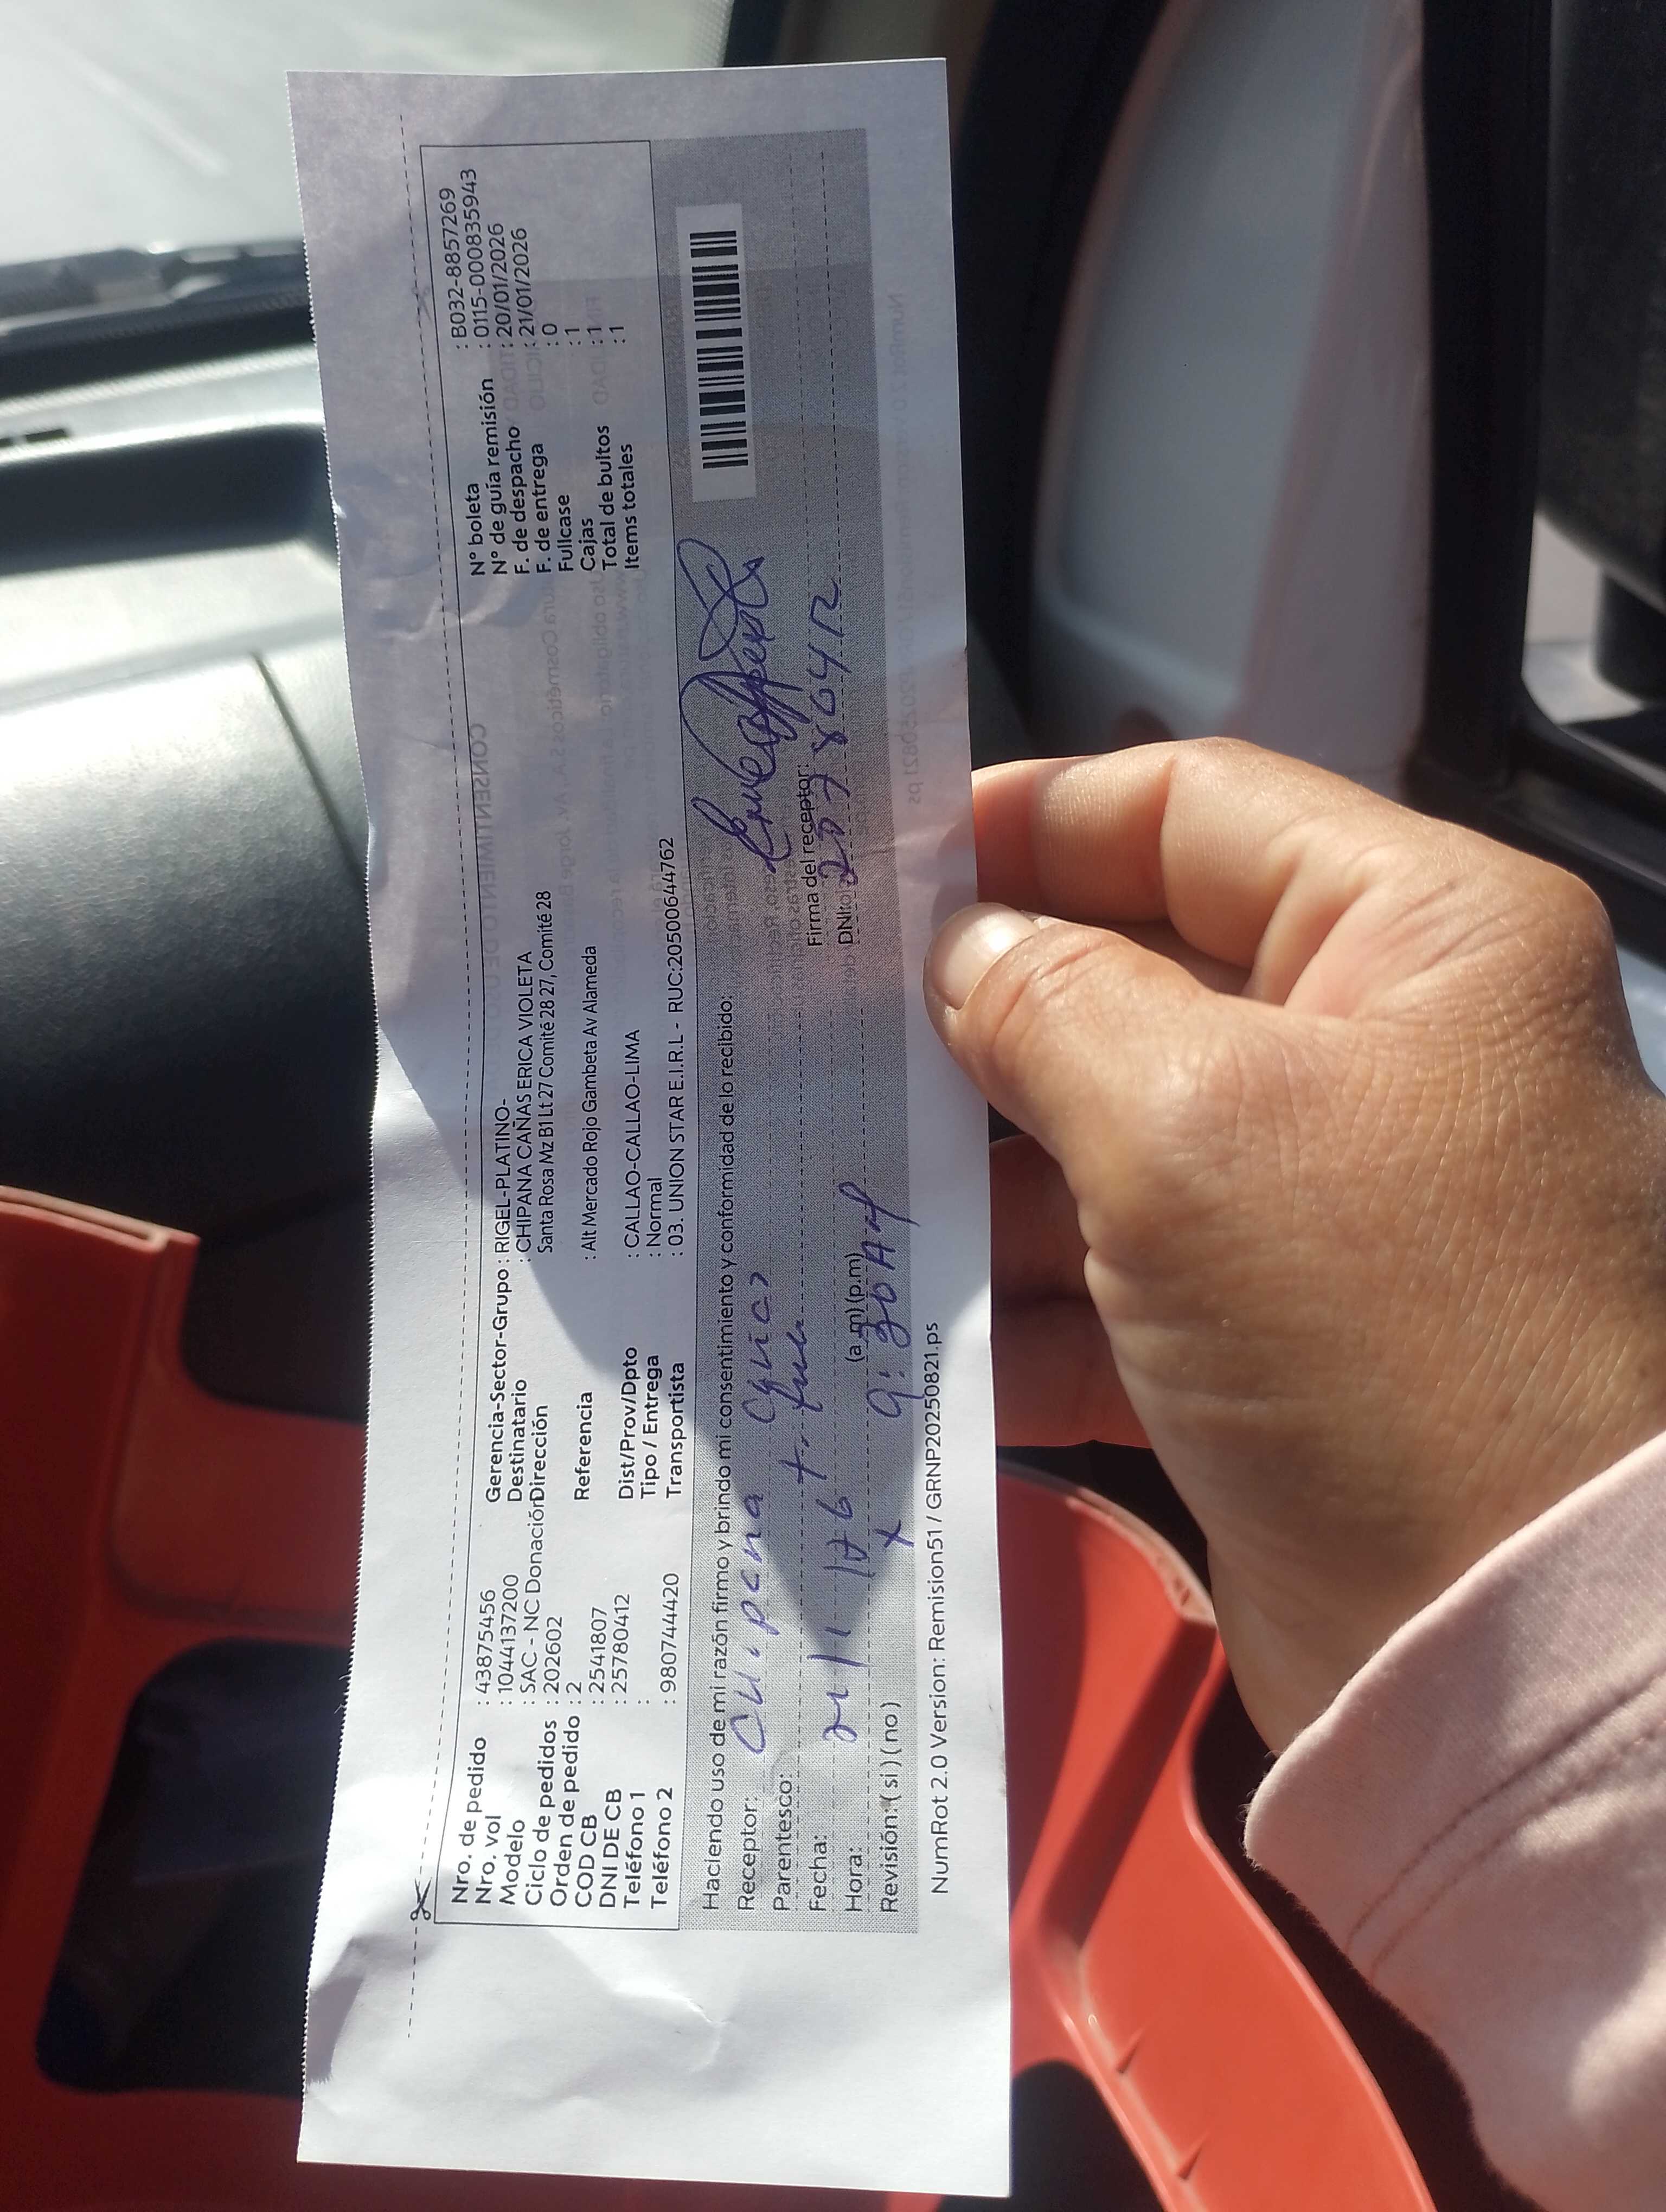 Nro. de pedido : 43875456
Nro. vol : 10444137200
Modelo : SAC - NC Donación
Ciclo de pedidos : 202602
Orden de pedido : 2
COD CB : 2541807
DNI DE CB : 25780412
Teléfono 1 :
Teléfono 2 : 980744420
Gerencia-Sector-Grupo : RIGEL-PLATINO-
Destinatario : CHIPANA CAÑAS ERICA VIOLETA
Dirección Santa Rosa Mz B1 Lt 27 Comité 28 27, Comité 28
Referencia : Alt Mercado Rojo Gambeta Av Alameda
Dist/Prov/Dpto : CALLAO-CALLAO-LIMA
Tipo / Entrega : Normal
Transportista : 03. UNION STAR E.I.R.L - RUC:20500644762
N° boleta : B032-8857269
N° de guía remisión : 0115-0000835943
F. de despacho : 20/01/2026
F. de entrega : 21/01/2026
Fullcase : 0
Cajas : 1
Total de bultos : 1
Items totales : 1
Haciendo uso de mi razón firmo y brindo mi consentimiento y conformidad de lo recibido:
Receptor: Chipana
Parentesco:
Fecha:
Hora: (a.m) (p.m)
9:30 AM
Revisión: (si) (no) X
Firma del receptor:
DNI
NumRot 2.0 Version: Remision51 / GRNP20250821.ps